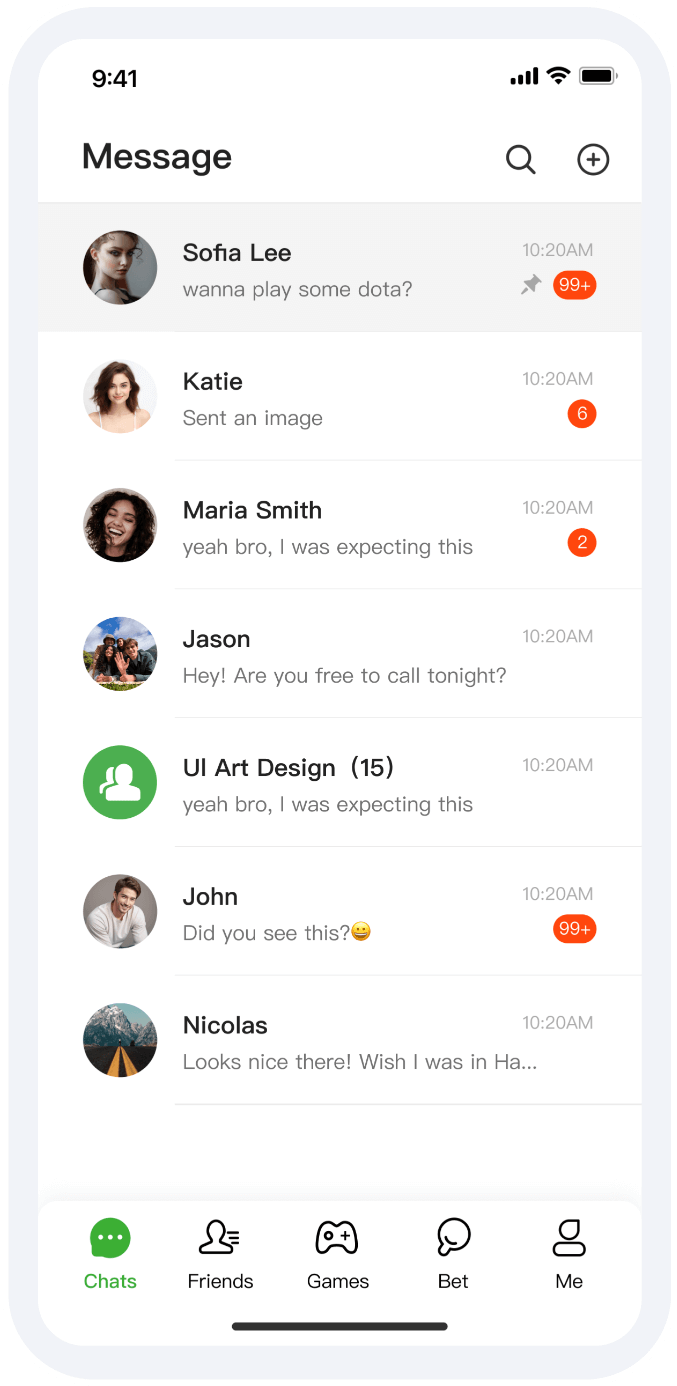 9:41
Message
Sofia Lee
10:20AM
wanna play some dota?
99+
Katie
10:20AM
Sent an image
6
Maria Smith
10:20AM
yeah bro, I was expecting this
2
Jason
10:20AM
Hey! Are you free to call tonight?
UI Art Design（15）
10:20AM
yeah bro, I was expecting this
John
10:20AM
Did you see this?😀
99+
Nicolas
10:20AM
Looks nice there! Wish I was in Ha...
Chats
Friends
Games
Bet
Me